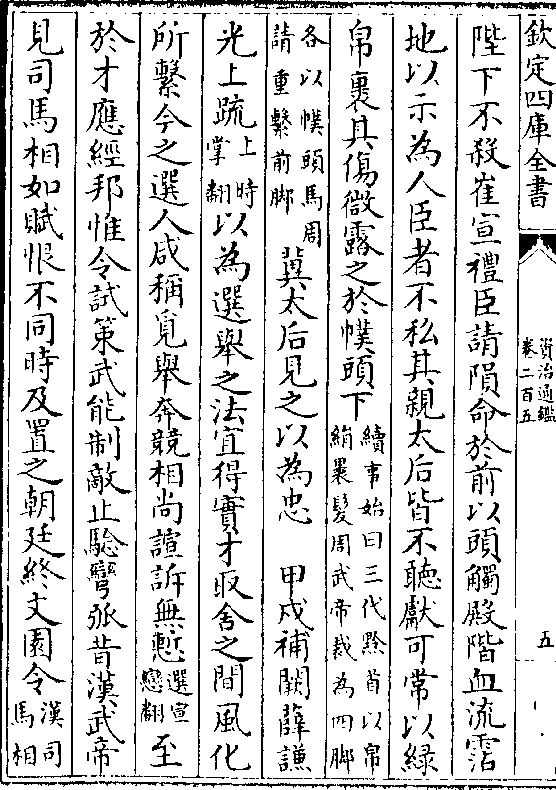 欽定四庫全書
資治通鑑
卷二百五
五
陛下不殺崔宣禮臣請隕命於前以頭觸殿階血流霑
地以示為人臣者不私其親太后皆不聽獻可常以綠
帛裹其傷微露之於幞頭下
續事始曰三代黔首以帛
絹裹髮周武帝裁為四脚
各以幞頭馬周
請重繫前脚
冀太后見之以為忠 甲戌補闕薛謙
光上疏
上時
掌翻
以為選舉之法宜得實才取舍之間風化
所繫今之選人咸稱覓舉奔競相尚諠訴無慙
選宣
戀翻
至
於才應經邦惟令試策武能制敵止驗彎弧昔漢武帝
見司馬相如賦恨不同時及置之朝廷終文園令
漢司
馬相